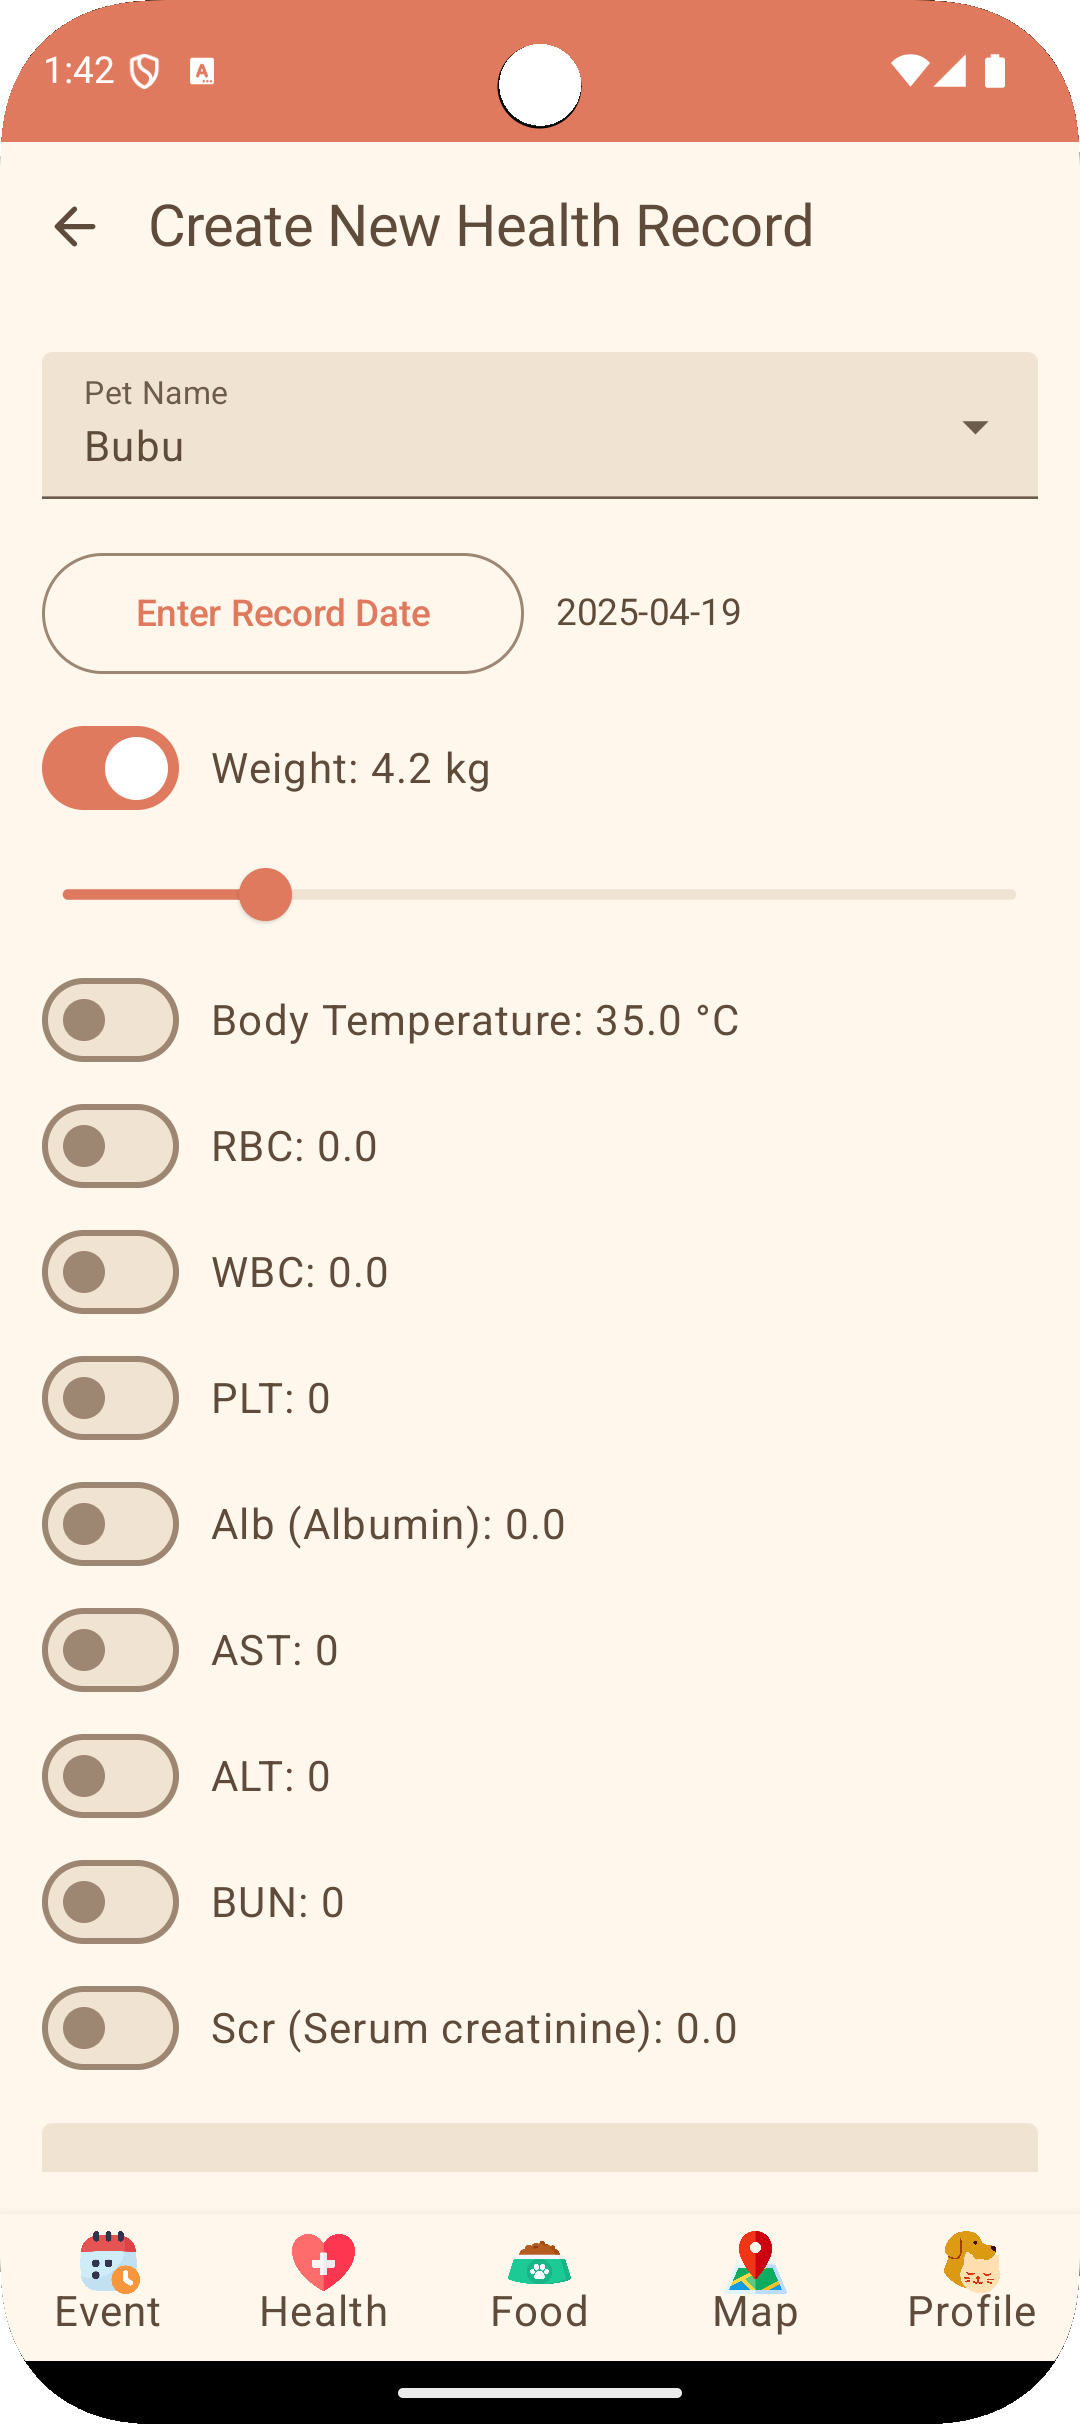 1:42
A
Create New Health Record
Pet Name
Bubu
Enter Record Date
2025-04-19
Weight: 4.2 kg
Body Temperature: 35.0 °C
RBC: 0.0
WBC: 0.0
PLT: 0
Alb (Albumin): 0.0
AST: 0
ALT: 0
BUN: 0
Scr (Serum creatinine): 0.0
Event
Health
Food
Map
Profile